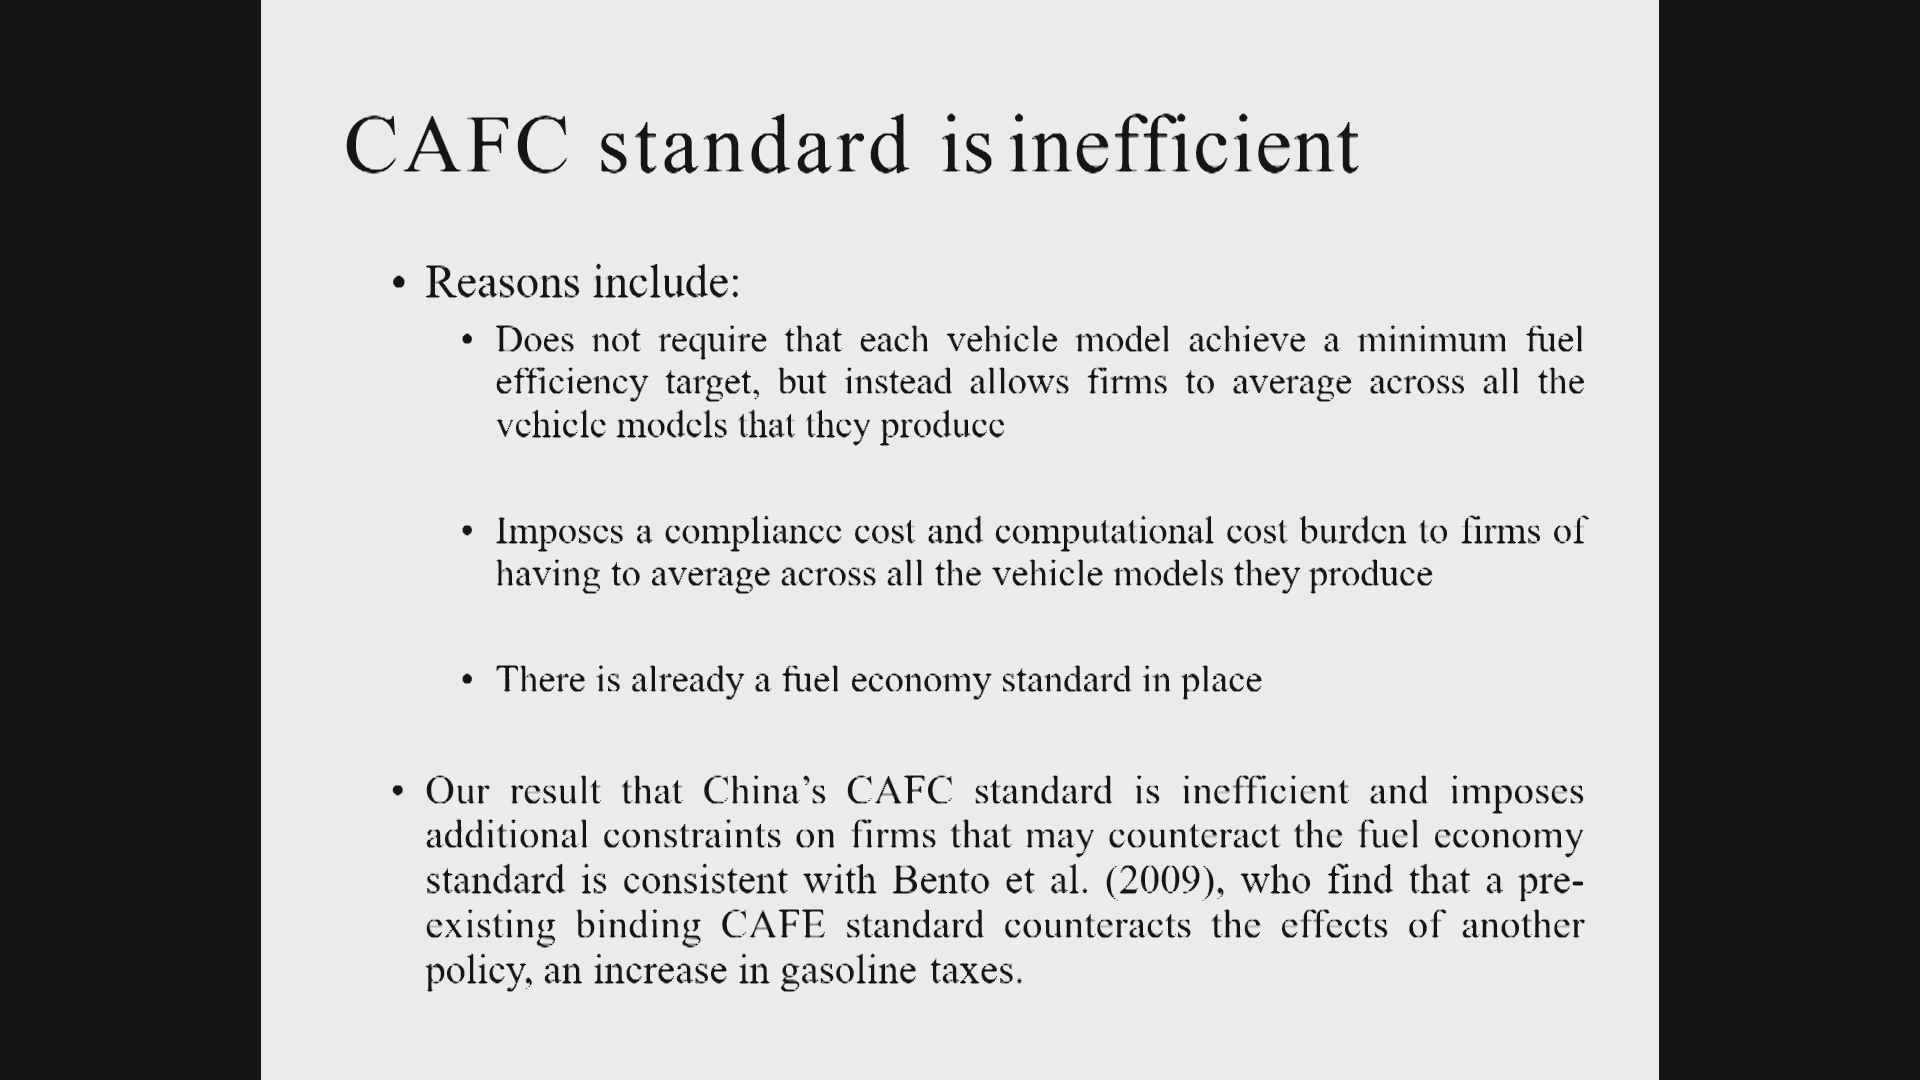 CAFC standard is inefficient
• Reasons include:
• Does not require that each vehicle model achieve a minimum fuel
efficiency target, but instead allows firms to average across all the
vehicle models that they produce
• Imposes a compliance cost and computational cost burden to firms of
having to average across all the vehicle models they produce
• There is already a fuel economy standard in place
• Our result that China’s CAFC standard is inefficient and imposes
additional constraints on firms that may counteract the fuel economy
standard is consistent with Bento et al. (2009), who find that a pre-
existing binding CAFE standard counteracts the effects of another
policy, an increase in gasoline taxes.